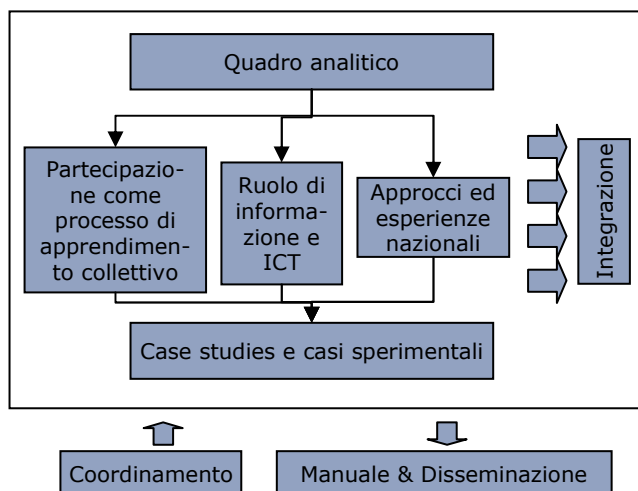 Quadro analitico
Partecipazio-
ne come
processo di
apprendimen-
to collettivo
Ruolo di
informa-
zione e
ICT
Approcci ed
esperienze
nazionali
Integrazione
Case studies e casi sperimentali
Coordinamento
Manuale & Disseminazione